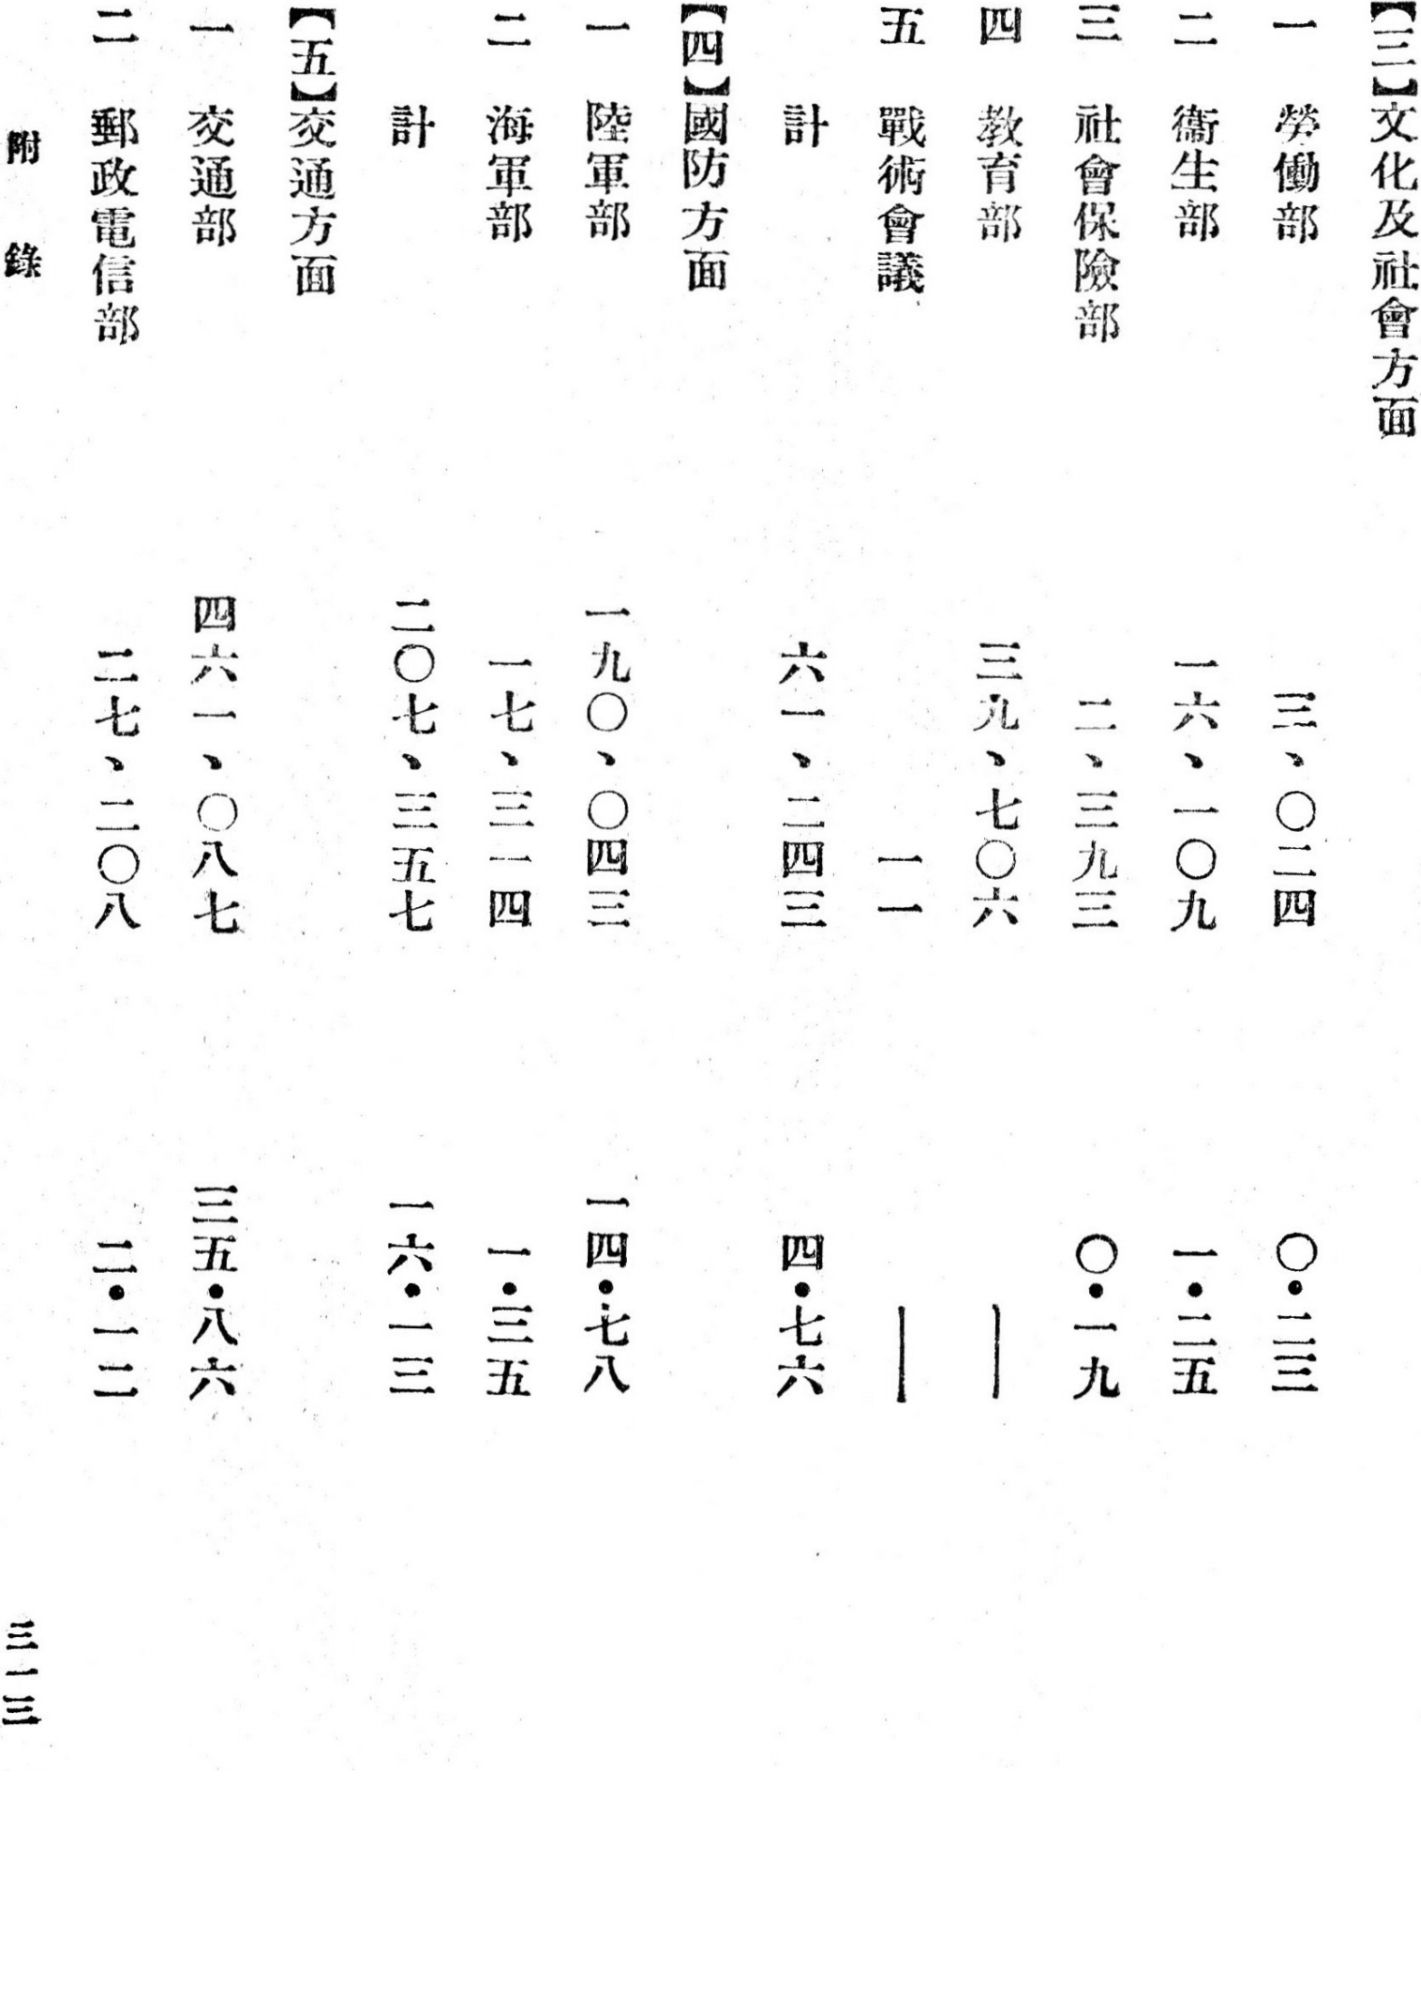 【三】文化及社會方面
一　勞働部　三、〇二四　〇•二三
二　衞生部　一六、一〇九　一•二五
三　社會保險部　二、三九三　〇•一九
四　敎育部　三九、七〇六　——
五　戰術會議　一一　——
計　六一、二四三　四•七六
【四】國防方面
一　陸軍部　一九〇、〇四三　一四•七八
二　海軍部　一七、三一四　一•三五
計　二〇七、三五七　一六•一三
【五】交通方面
一　交通部　四六一、〇八七　三五•八六
二　郵政電信部　二七、二〇八　二•一二
附　錄　三一三